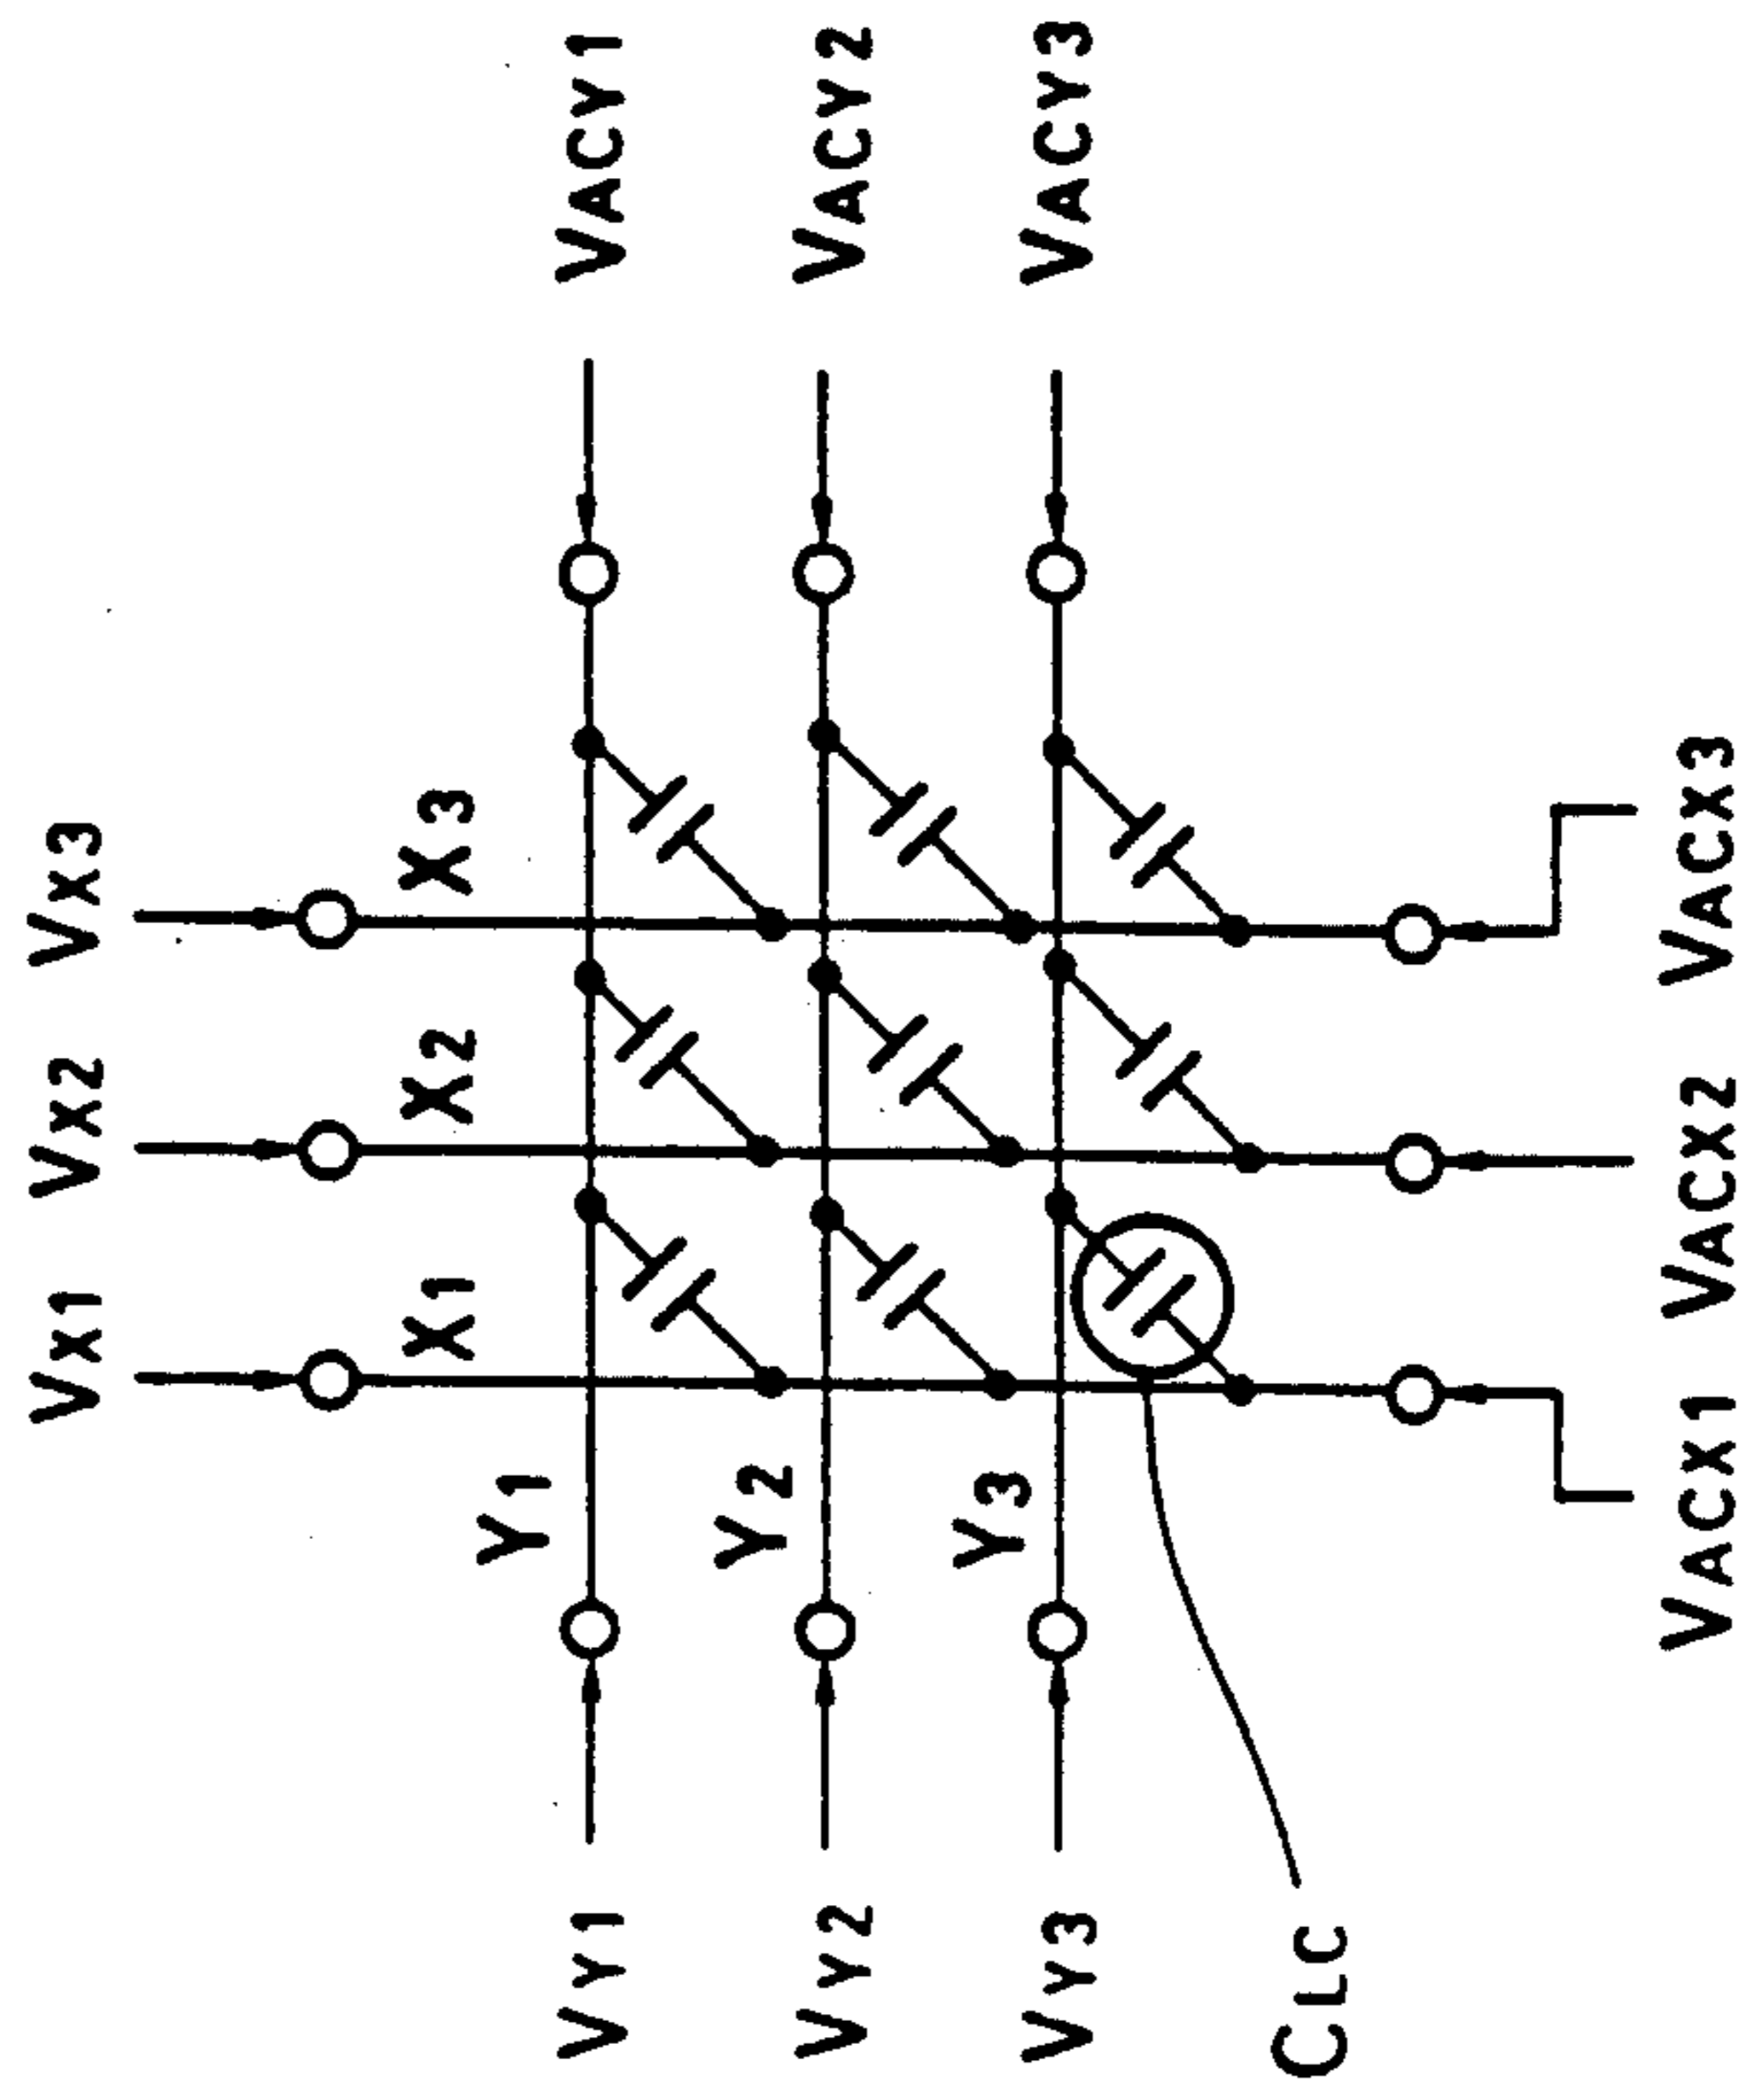 VX1 VX2 VX3
X1 X2 X3
Y1
VY1 VACY1
Y2
VY2 VACY2
Y3
VY3 VACY3
CLC
VACX1 VACX2 VACX3